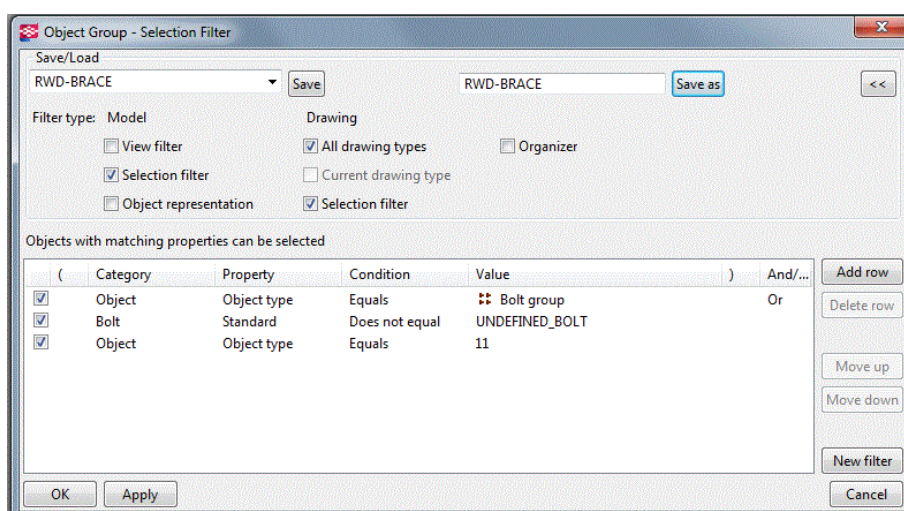 Object Group - Selection Filter
Save/Load
RWD-BRACE Save RWD-BRACE Save as <<
Filter type: Model Drawing
View filter All drawing types Organizer
Selection filter Current drawing type
Object representation Selection filter
Objects with matching properties can be selected
( Category Property Condition Value ) And/... Add row
Object Object type Equals Bolt group Or Delete row
Bolt Standard Does not equal UNDEFINED_BOLT
Object Object type Equals 11
Move up
Move down
New filter
OK Apply Cancel